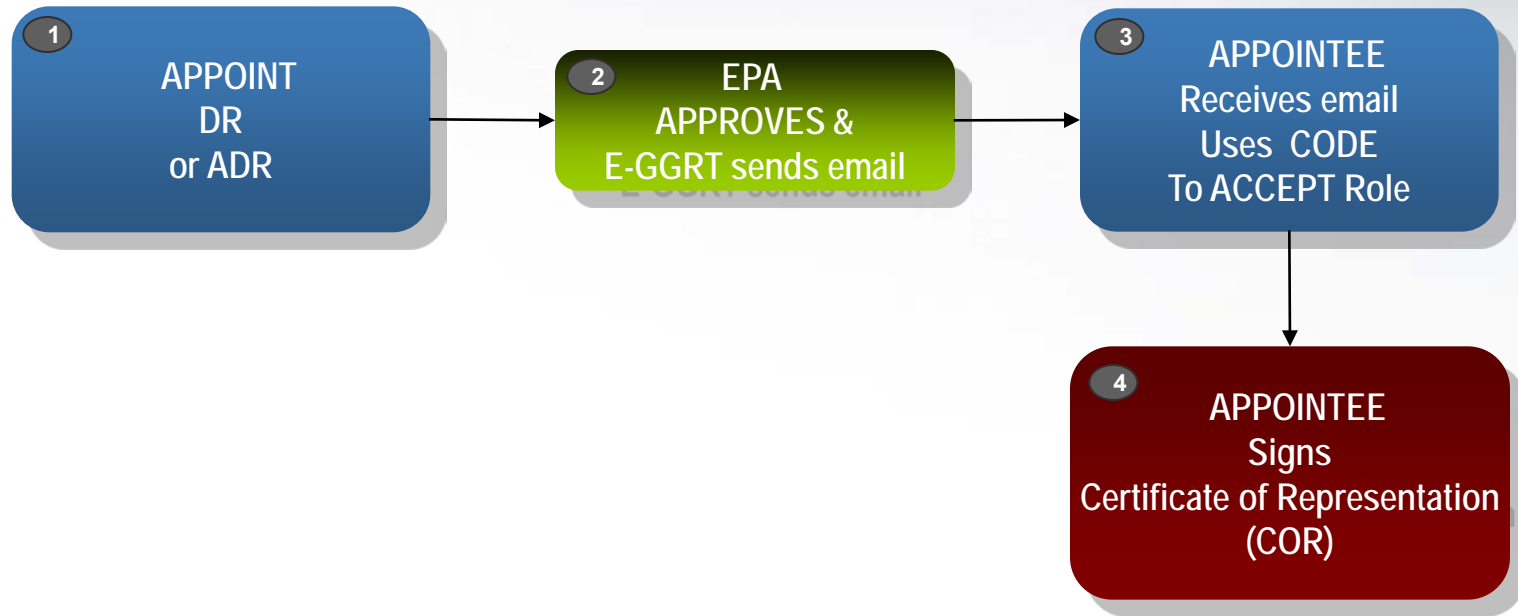 1
APPOINT
DR
or ADR
2
EPA
APPROVES &
E-GGRT sends email
3
APPOINTEE
Receives email
Uses CODE
To ACCEPT Role
4
APPOINTEE
Signs
Certificate of Representation
(COR)